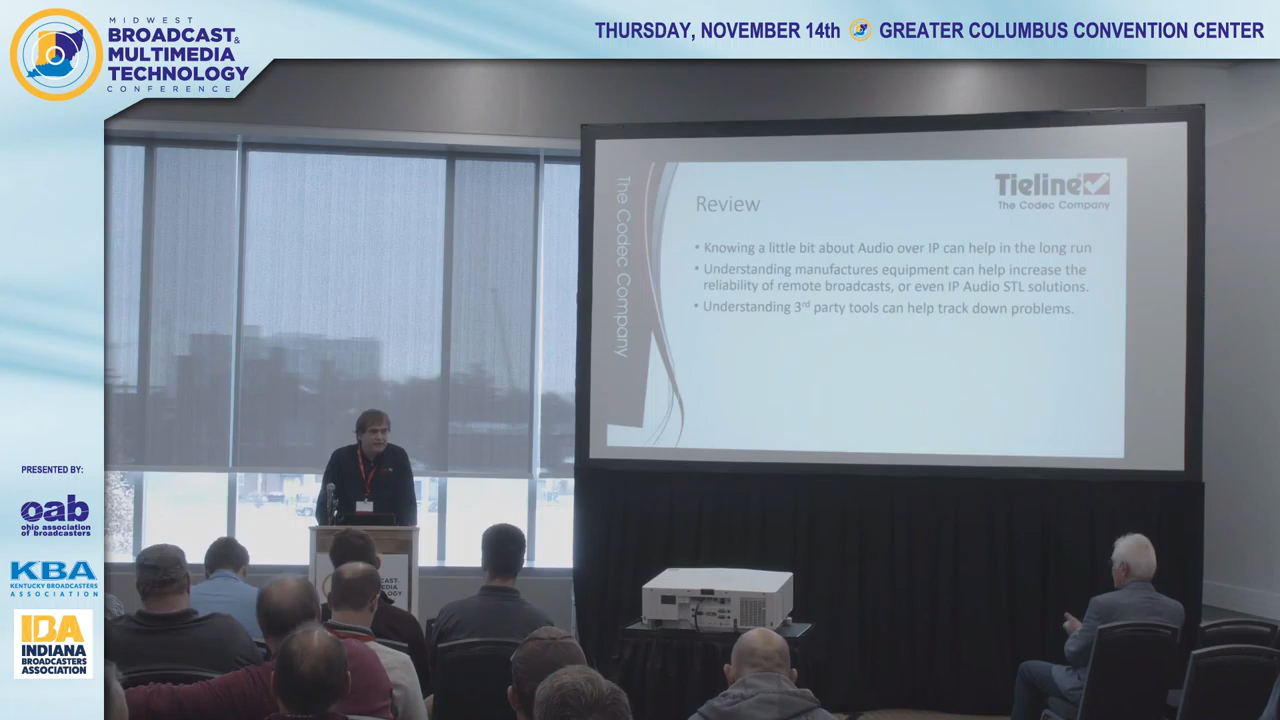 MIDWEST
BROADCAST &
MULTIMEDIA
TECHNOLOGY
CONFERENCE
THURSDAY, NOVEMBER 14th
GREATER COLUMBUS CONVENTION CENTER
The Codec Company
Tieline
The Codec Company
Review
• Knowing a little bit about Audio over IP can help in the long run
• Understanding manufactures equipment can help increase the
reliability of remote broadcasts, or even IP Audio STL solutions.
• Understanding 3rd party tools can help track down problems.
PRESENTED BY:
oab
ohio association
of broadcasters
KBA
KENTUCKY BROADCASTERS
ASSOCIATION
IBA
INDIANA
BROADCASTERS
ASSOCIATION